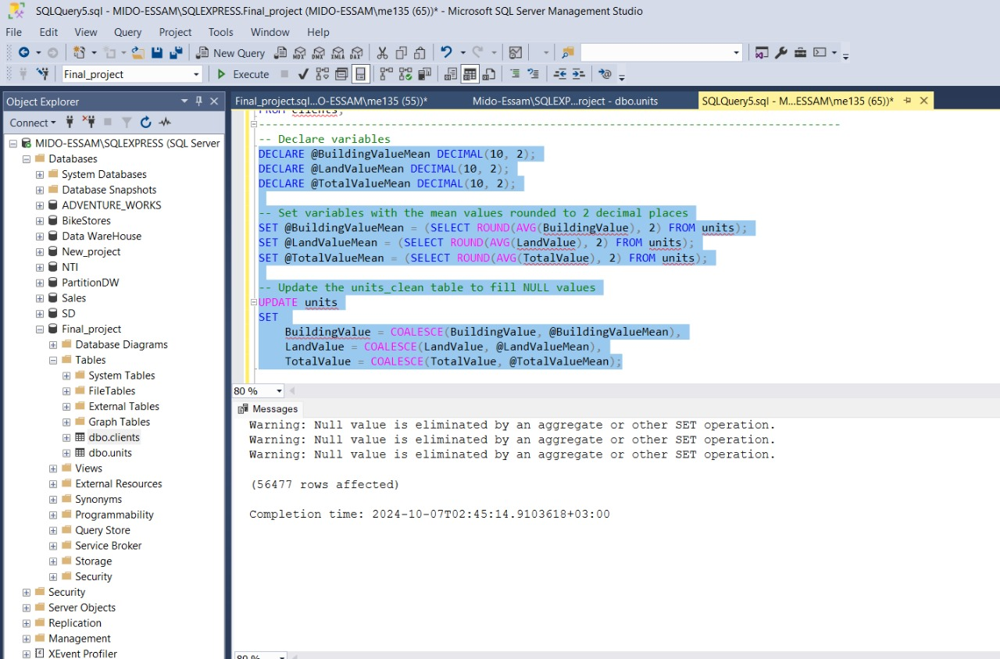 SQLQuery5.sql - MIDO-ESSAM\SQLEXPRESS.Final_project (MIDO-ESSAM\me135 (65))* - Microsoft SQL Server Management Studio
File Edit View Query Project Tools Window Help
New Query MDX DMX XMLA DAX
Final_project Execute
Object Explorer
Connect
MIDO-ESSAM\SQLEXPRESS (SQL Server
Databases
System Databases
Database Snapshots
ADVENTURE_WORKS
BikeStores
Data WareHouse
New_project
NTI
PartitionDW
Sales
SD
Final_project
Database Diagrams
Tables
System Tables
FileTables
External Tables
Graph Tables
dbo.clients
dbo.units
Views
External Resources
Synonyms
Programmability
Query Store
Service Broker
Storage
Security
Security
Server Objects
Replication
Management
XEvent Profiler
Final_project.sql...O-ESSAM\me135 (55))* Mido-Essam\SQLEXP...roject - dbo.units SQLQuery5.sql - M...ESSAM\me135 (65))*
FROM clients;
----------------------------------------------------------------------------------------
-- Declare variables
DECLARE @BuildingValueMean DECIMAL(10, 2);
DECLARE @LandValueMean DECIMAL(10, 2);
DECLARE @TotalValueMean DECIMAL(10, 2);
-- Set variables with the mean values rounded to 2 decimal places
SET @BuildingValueMean = (SELECT ROUND(AVG(BuildingValue), 2) FROM units);
SET @LandValueMean = (SELECT ROUND(AVG(LandValue), 2) FROM units);
SET @TotalValueMean = (SELECT ROUND(AVG(TotalValue), 2) FROM units);
-- Update the units_clean table to fill NULL values
UPDATE units
SET
BuildingValue = COALESCE(BuildingValue, @BuildingValueMean),
LandValue = COALESCE(LandValue, @LandValueMean),
TotalValue = COALESCE(TotalValue, @TotalValueMean);
80 %
Messages
Warning: Null value is eliminated by an aggregate or other SET operation.
Warning: Null value is eliminated by an aggregate or other SET operation.
Warning: Null value is eliminated by an aggregate or other SET operation.
(56477 rows affected)
Completion time: 2024-10-07T02:45:14.9103618+03:00
80 %